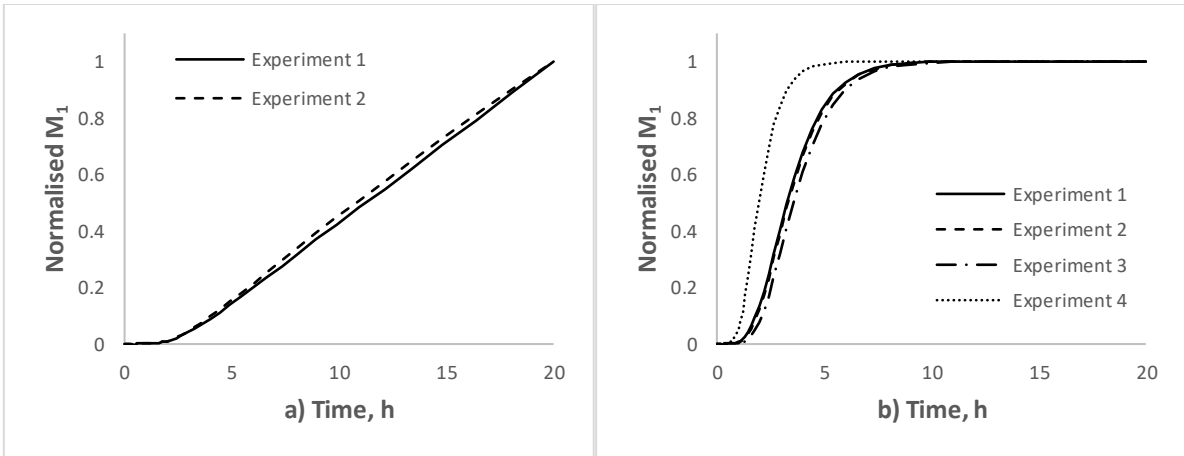 Experiment 1
Experiment 2
Normalised M₁
1
0.8
0.6
0.4
0.2
0
0 5 10 15 20
a) Time, h
Normalised M₁
1
0.8
0.6
0.4
0.2
0
Experiment 1
Experiment 2
Experiment 3
Experiment 4
0 5 10 15 20
b) Time, h